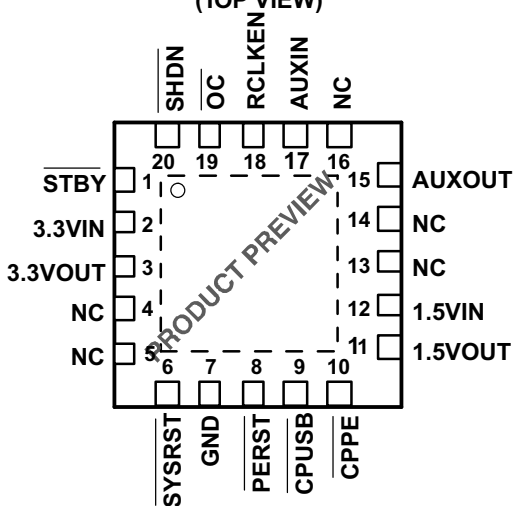 (TOP VIEW)
SHDN
OC
RCLKEN
AUXIN
NC
20 19 18 17 16
STBY 1
3.3VIN 2
3.3VOUT 3
NC 4
NC 5
15 AUXOUT
14 NC
13 NC
12 1.5VIN
11 1.5VOUT
PRODUCT PREVIEW
6 7 8 9 10
SYSRST
GND
PERST
CPUSB
CPPE